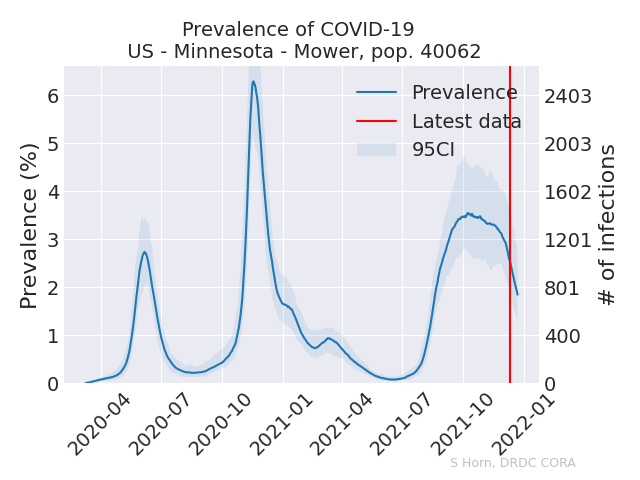 Prevalence of COVID-19
US - Minnesota - Mower, pop. 40062
Prevalence (%)
6
5
4
3
2
1
0
Prevalence
Latest data
95CI
2403
2003
1602
1201
801
400
0
# of infections
2020-04
2020-07
2020-10
2021-01
2021-04
2021-07
2021-10
2022-01
S Horn, DRDC CORA